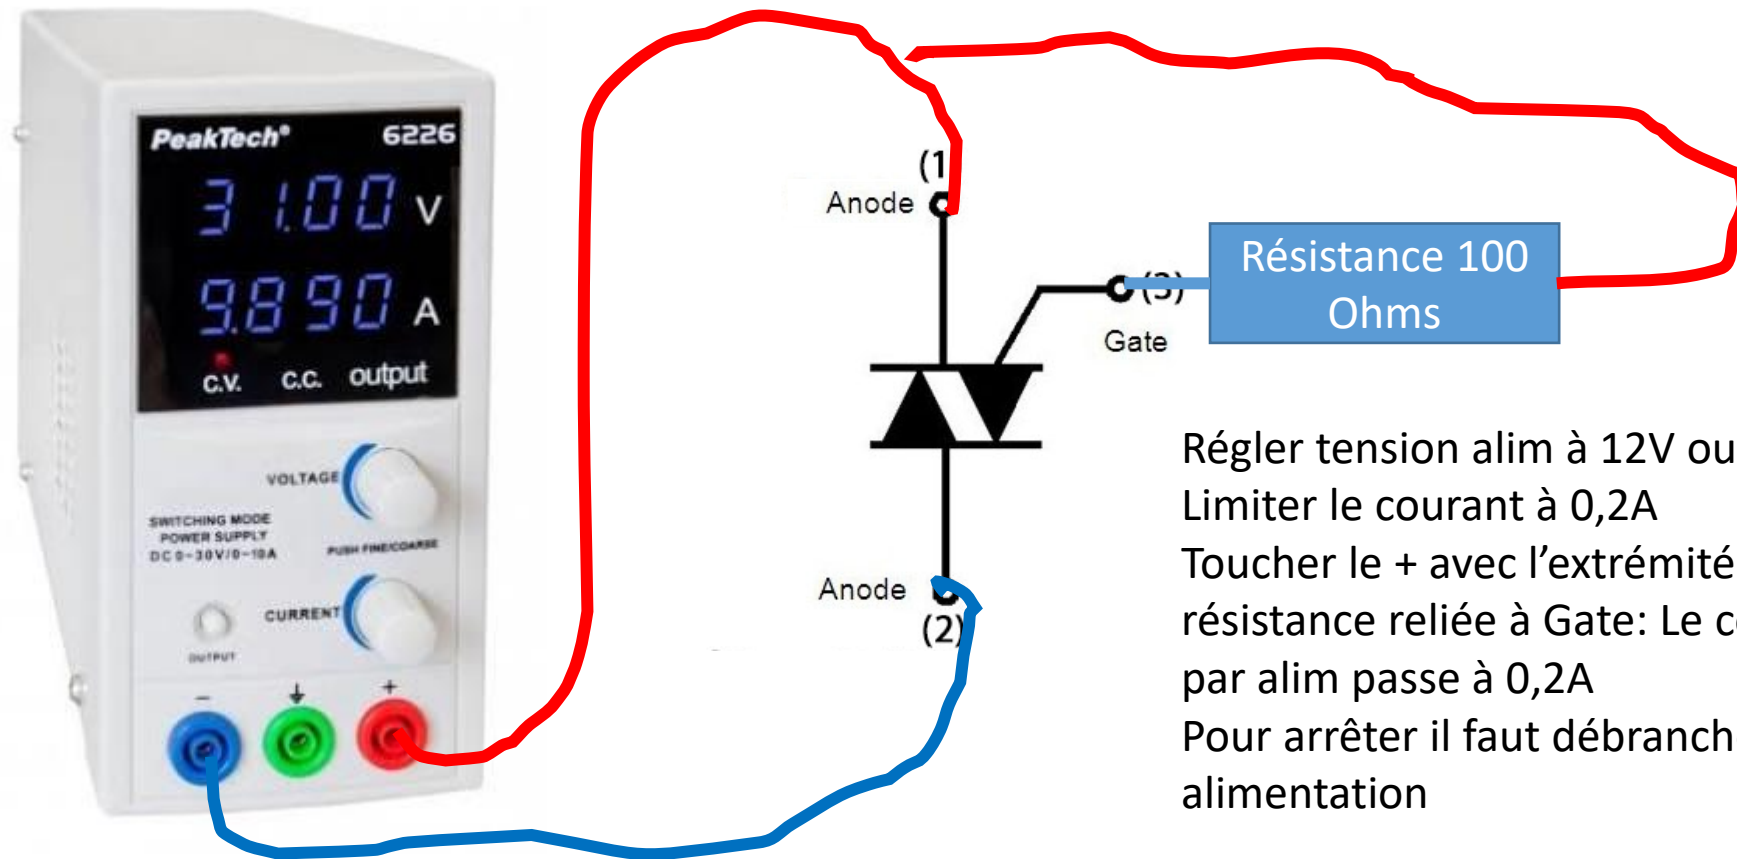 PeakTech® 6226
31.00 V
9.890 A
C.V. C.C. output
VOLTAGE
SWITCHING MODE
POWER SUPPLY
DC 0-30V/0-10A
PUSH FINE/COARSE
CURRENT
OUTPUT
- +
(1
Anode
(3)
Gate
Résistance 100
Ohms
Anode
(2)
Régler tension alim à 12V ou
Limiter le courant à 0,2A
Toucher le + avec l’extrémité
résistance reliée à Gate: Le
par alim passe à 0,2A
Pour arrêter il faut débranch
alimentation